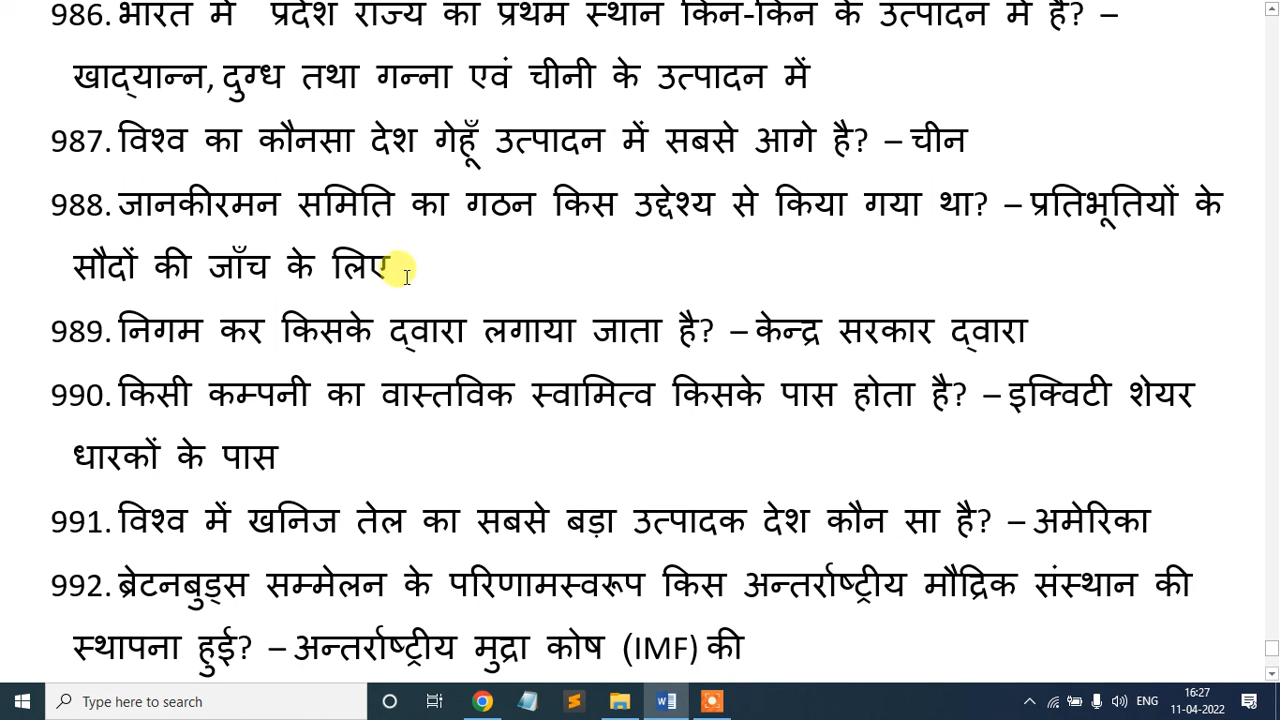 986. भारत में प्रदेश राज्य का प्रथम स्थान किन-किन के उत्पादन में है? –
खाद्यान्न, दुग्ध तथा गन्ना एवं चीनी के उत्पादन में
987. विश्व का कौनसा देश गेहूँ उत्पादन में सबसे आगे है? – चीन
988. जानकीरमन समिति का गठन किस उद्देश्य से किया गया था? – प्रतिभूतियों के
सौदों की जाँच के लिए
989. निगम कर किसके द्वारा लगाया जाता है? – केन्द्र सरकार द्वारा
990. किसी कम्पनी का वास्तविक स्वामित्व किसके पास होता है? – इक्विटी शेयर
धारकों के पास
991. विश्व में खनिज तेल का सबसे बड़ा उत्पादक देश कौन सा है? – अमेरिका
992. ब्रेटनबुड्स सम्मेलन के परिणामस्वरूप किस अन्तर्राष्ट्रीय मौद्रिक संस्थान की
स्थापना हुई? – अन्तर्राष्ट्रीय मुद्रा कोष (IMF) की
Type here to search
ENG
16:27
11-04-2022